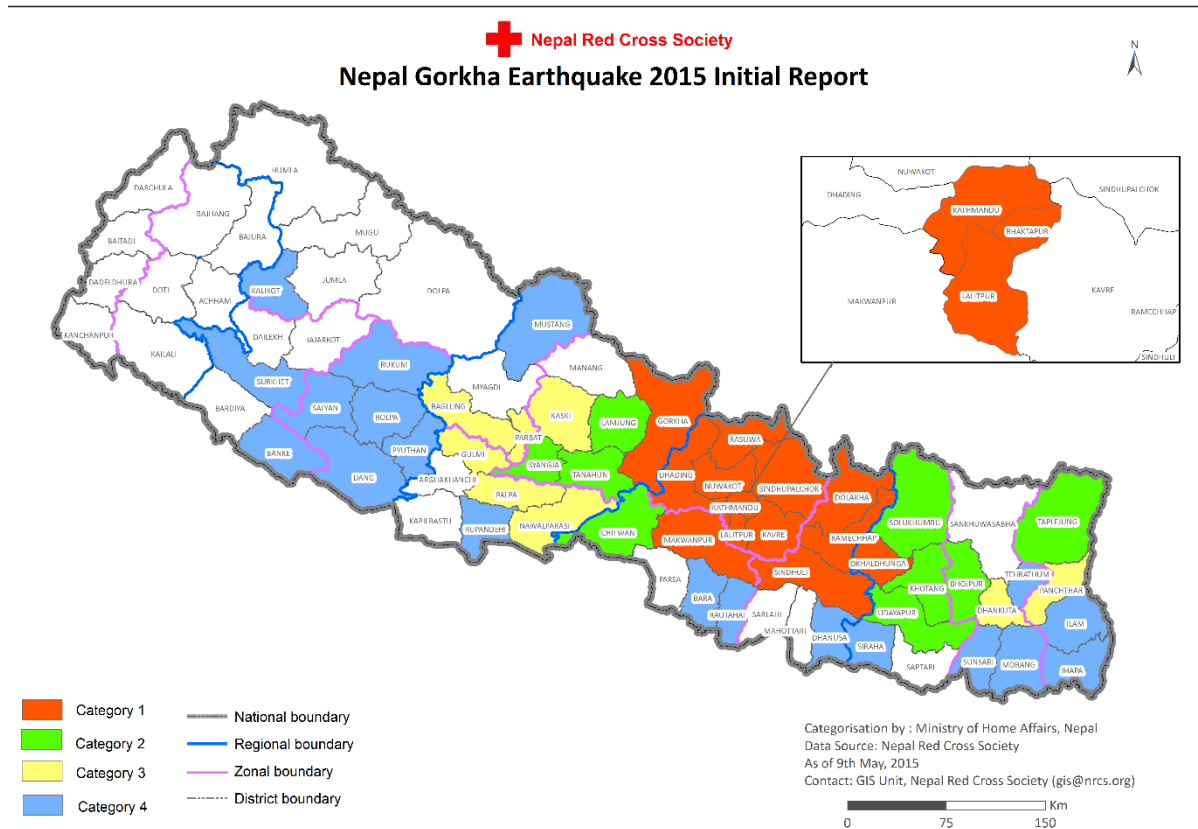 Nepal Red Cross Society
Nepal Gorkha Earthquake 2015 Initial Report
N
HUMLA
DARCHULA
BAJHANG
MUGU
BAJURA
BAITADI
DADELDHURA
DOTI
ACHHAM
KALIKOT
JUMLA
DOLPA
KANCHANPUR
DAILEKH
JAJARKOT
MUSTANG
KAILALI
RUKUM
MANANG
SURKHET
MYAGDI
BARDIYA
SAIYAN
ROLPA
BAGLUNG
KASKI
LAMJUNG
GORKHA
PARBAT
RASUWA
BANKE
PYUTHAN
GULMI
SYANGJA
TANAHUN
DHADING
DANG
ARGHAKHANCHI
NUWAKOT
SINDHUPALCHOK
DOLAKHA
PALPA
KATHMANDU
KAPILBASTU
RUPANDEHI
NAWALPARASI
CHITWAN
MAKWANPUR
LALITPUR
KAVRE
RAMECHHAP
SOLUKHUMBU
SANKHUWASABHA
TAPLEJUNG
OKHALDHUNGA
SINDHULI
PARSA
BARA
RAUTAHAT
SARLAHI
MAHOTTARI
DHANUSA
SIRAHA
UDAYAPUR
KHOTANG
BHOJPUR
TEHRATHUM
PANCHTHAR
DHANKUTA
ILAM
SAPTARI
SUNSARI
MORANG
JHAPA
NUWAKOT
DHADING
SINDHUPALCHOK
KATHMANDU
BHAKTAPUR
MAKWANPUR
LALITPUR
KAVRE
RAMECHHAP
SINDHULI
Category 1
Category 2
Category 3
Category 4
National boundary
Regional boundary
Zonal boundary
District boundary
Categorisation by : Ministry of Home Affairs, Nepal
Data Source: Nepal Red Cross Society
As of 9th May, 2015
Contact: GIS Unit, Nepal Red Cross Society (gis@nrcs.org)
Km
0 75 150